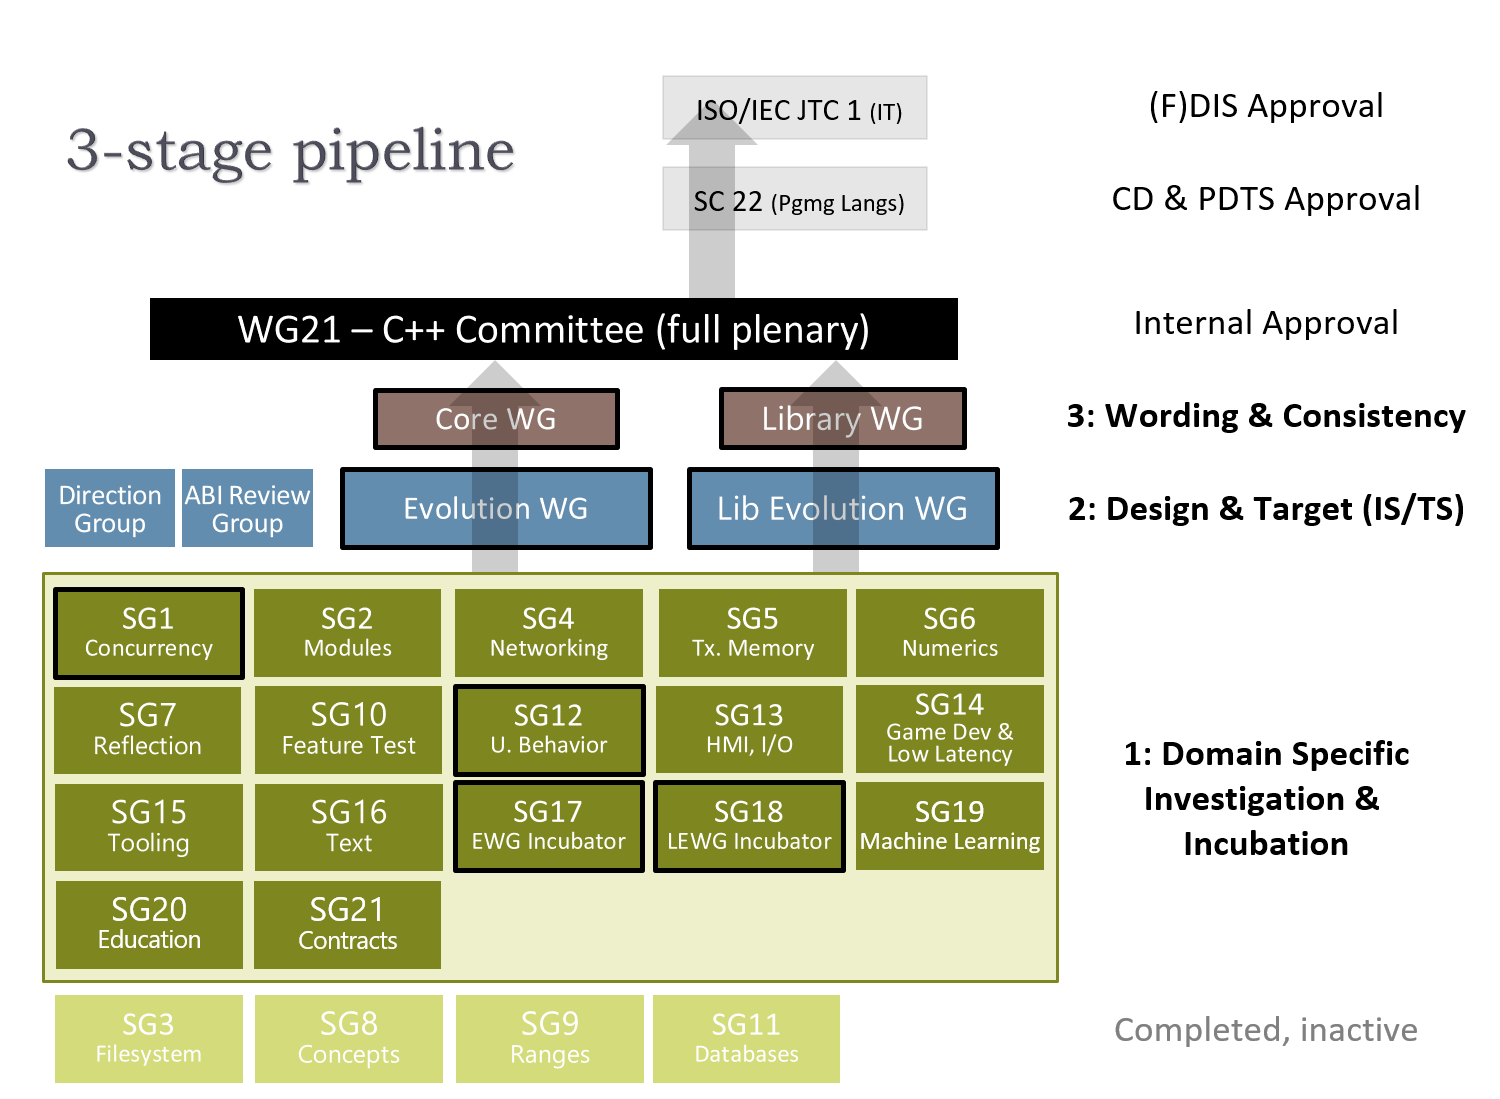 3-stage pipeline
ISO/IEC JTC 1 (IT)
(F)DIS Approval
SC 22 (Pgmg Langs)
CD & PDTS Approval
WG21 – C++ Committee (full plenary)
Internal Approval
Core WG
Library WG
3: Wording & Consistency
Direction
Group
ABI Review
Group
Evolution WG
Lib Evolution WG
2: Design & Target (IS/TS)
SG1
Concurrency
SG2
Modules
SG4
Networking
SG5
Tx. Memory
SG6
Numerics
SG7
Reflection
SG10
Feature Test
SG12
U. Behavior
SG13
HMI, I/O
SG14
Game Dev &
Low Latency
SG15
Tooling
SG16
Text
SG17
EWG Incubator
SG18
LEWG Incubator
SG19
Machine Learning
SG20
Education
SG21
Contracts
1: Domain Specific
Investigation &
Incubation
SG3
Filesystem
SG8
Concepts
SG9
Ranges
SG11
Databases
Completed, inactive